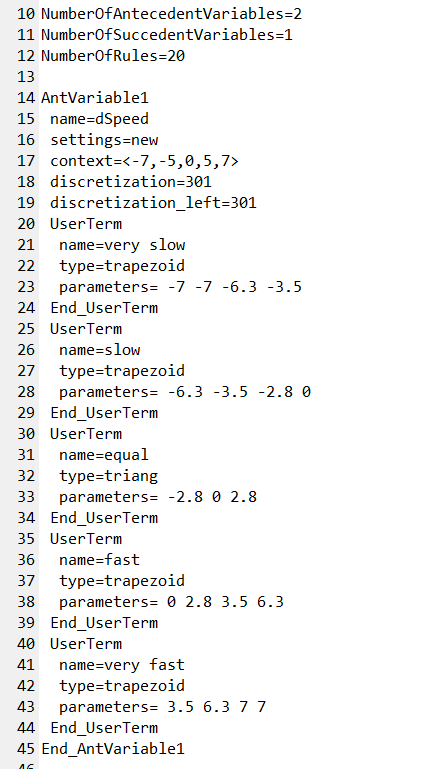 10 NumberOfAntecedentVariables=2
11 NumberOfSuccedentVariables=1
12 NumberOfRules=20
13
14 AntVariable1
15  name=dSpeed
16  settings=new
17  context=<-7,-5,0,5,7>
18  discretization=301
19  discretization_left=301
20  UserTerm
21   name=very slow
22   type=trapezoid
23   parameters= -7 -7 -6.3 -3.5
24  End_UserTerm
25  UserTerm
26   name=slow
27   type=trapezoid
28   parameters= -6.3 -3.5 -2.8 0
29  End_UserTerm
30  UserTerm
31   name=equal
32   type=triang
33   parameters= -2.8 0 2.8
34  End_UserTerm
35  UserTerm
36   name=fast
37   type=trapezoid
38   parameters= 0 2.8 3.5 6.3
39  End_UserTerm
40  UserTerm
41   name=very fast
42   type=trapezoid
43   parameters= 3.5 6.3 7 7
44  End_UserTerm
45 End_AntVariable1